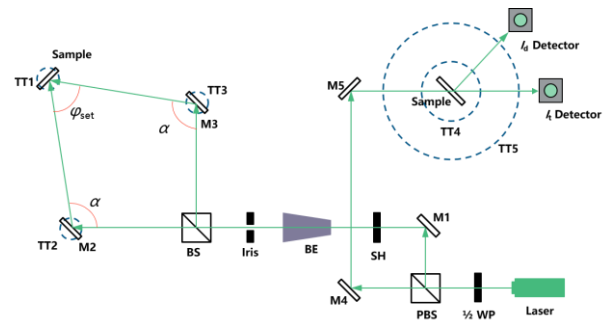 Sample
TT1
TT3
M3
φset
α
α
TT2
M2
BS
Iris
BE
SH
M1
M4
PBS
½ WP
Laser
M5
Sample
TT4
TT5
Id Detector
It Detector